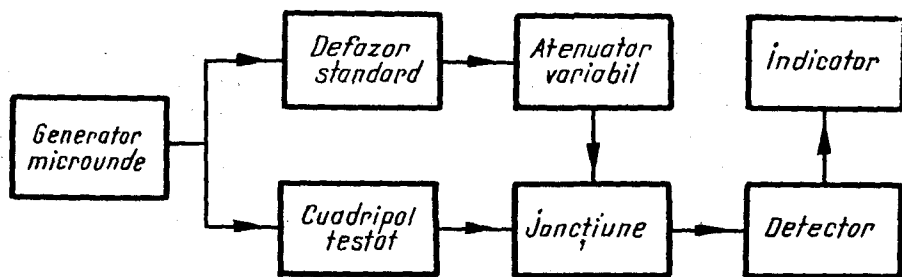 Defazor
standard
Atenuator
variabil
Indicator
Generator
microunde
Cuadripol
testat
Joncțiune
Detector